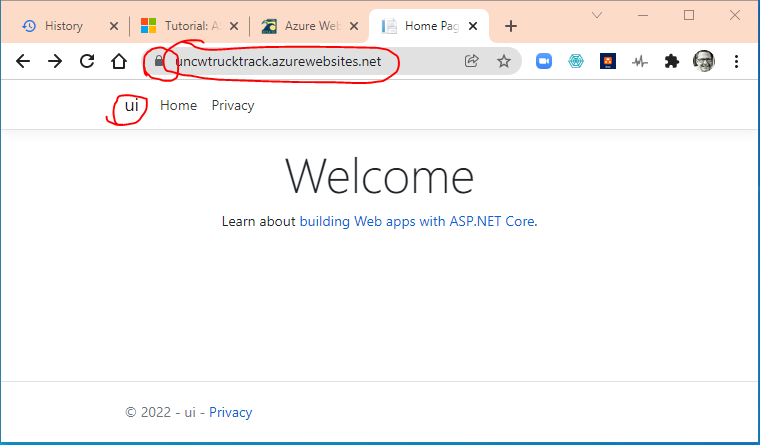 History Tutorial: A Azure Web Home Pag
uncwtrucktrack.azurewebsites.net
ui Home Privacy
Welcome
Learn about building Web apps with ASP.NET Core.
© 2022 - ui - Privacy